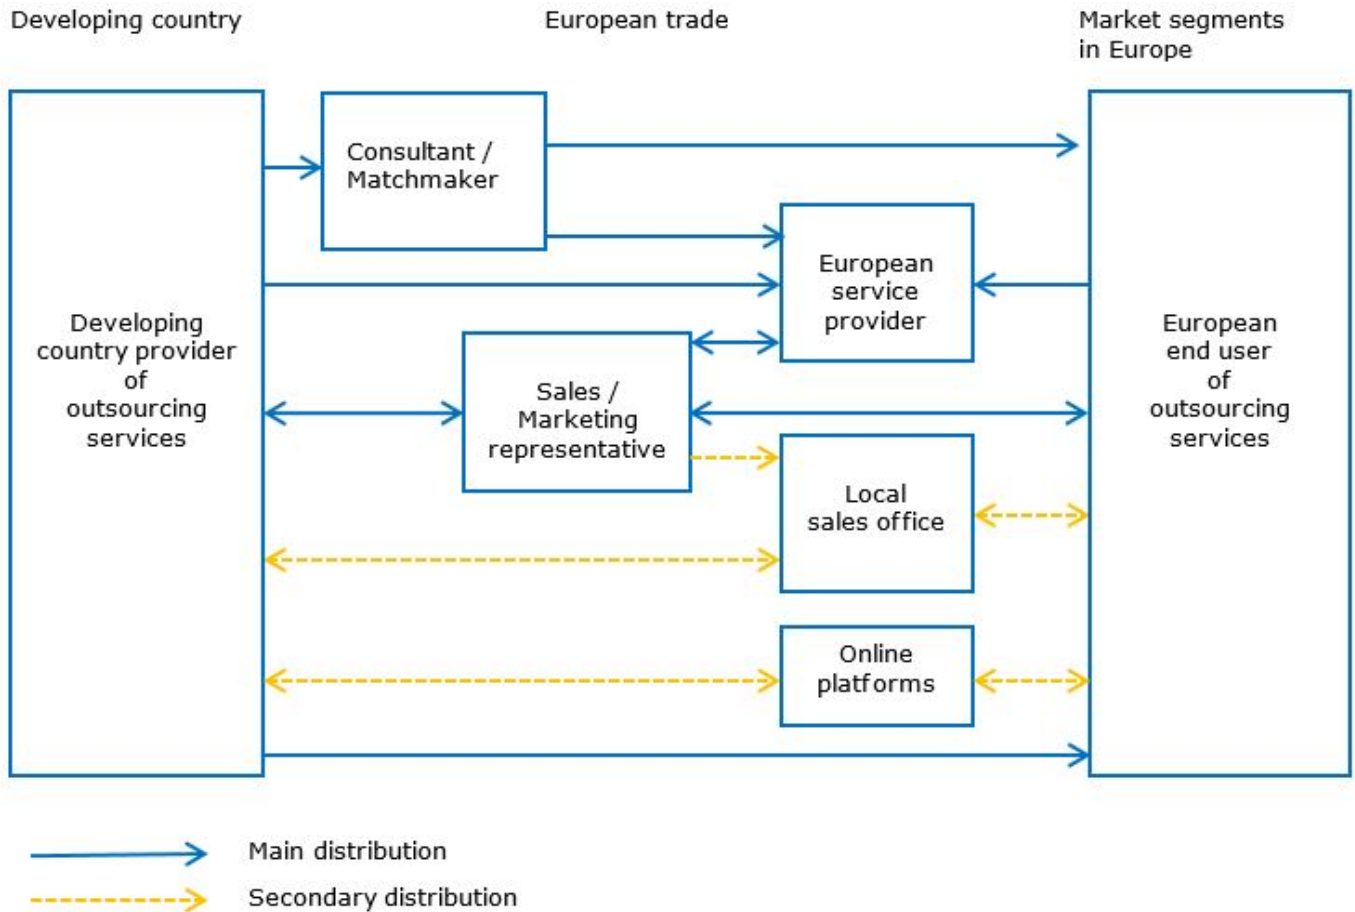 Developing country
European trade
Market segments
in Europe
Consultant /
Matchmaker
European
service
provider
Developing
country provider
of
outsourcing
services
European
end user
of
outsourcing
services
Sales /
Marketing
representative
Local
sales office
Online
platforms
Main distribution
Secondary distribution